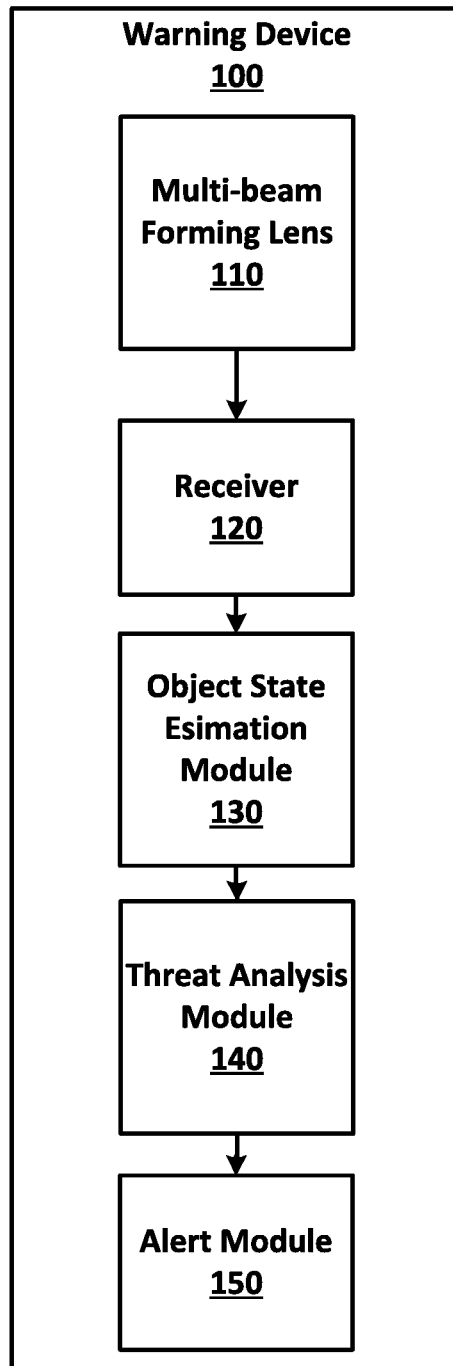 Warning Device
100
Multi-beam
Forming Lens
110
Receiver
120
Object State
Esimation
Module
130
Threat Analysis
Module
140
Alert Module
150